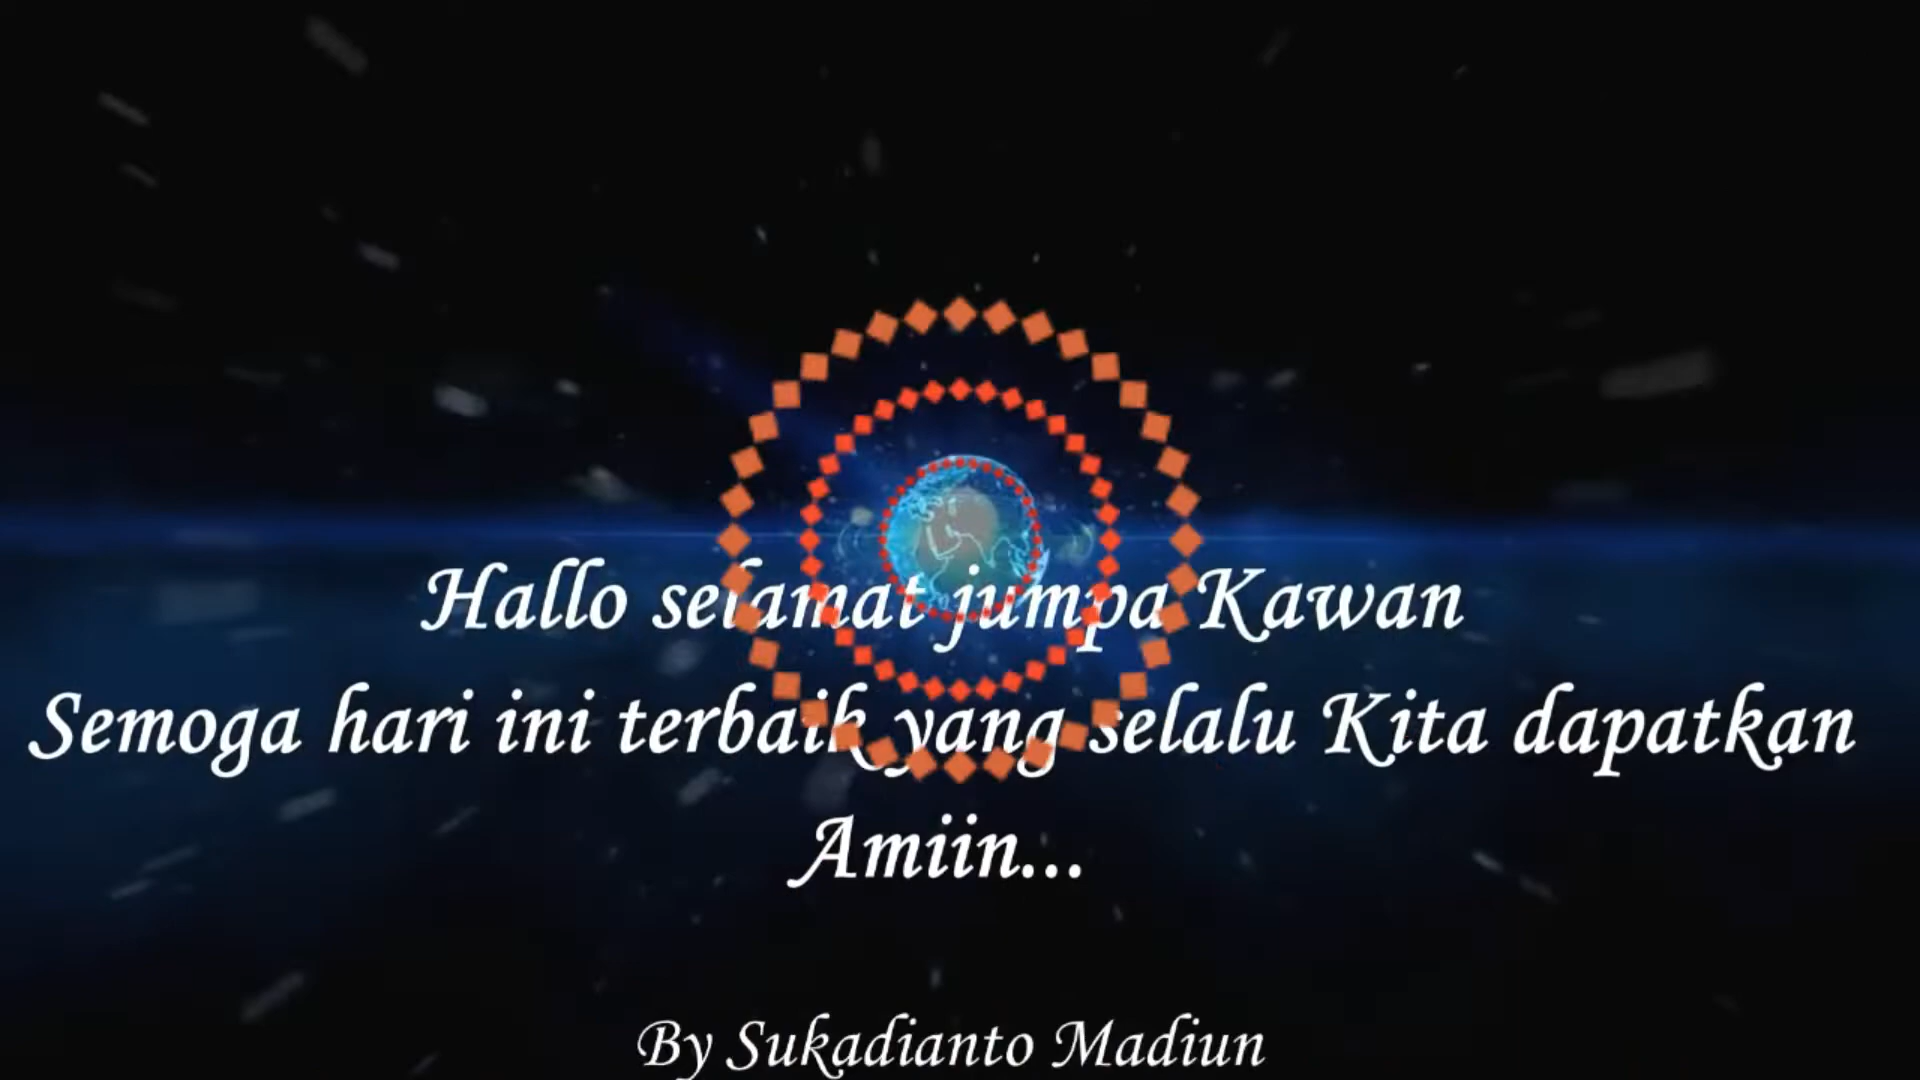 Hallo selamat jumpa Kawan
Semoga hari ini terbaik yang selalu Kita dapatkan
Amiin...
By Sukadianto Madiun